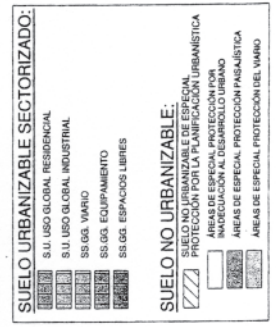 SUELO URBANIZABLE SECTORIZADO:
S.U. USO GLOBAL RESIDENCIAL
S.U. USO GLOBAL INDUSTRIAL
SS.GG. VIARIO
SS.GG. EQUIPAMIENTO
SS.GG. ESPACIOS LIBRES
SUELO NO URBANIZABLE:
SUELO NO URBANIZABLE DE ESPECIAL
PROTECCIÓN POR LA PLANIFICACIÓN URBANÍSTICA
ÁREAS DE ESPECIAL PROTECCIÓN POR
INADECUACIÓN AL DESARROLLO URBANO
ÁREAS DE ESPECIAL PROTECCIÓN PAISAJÍSTICA
ÁREAS DE ESPECIAL PROTECCIÓN DEL VIARIO